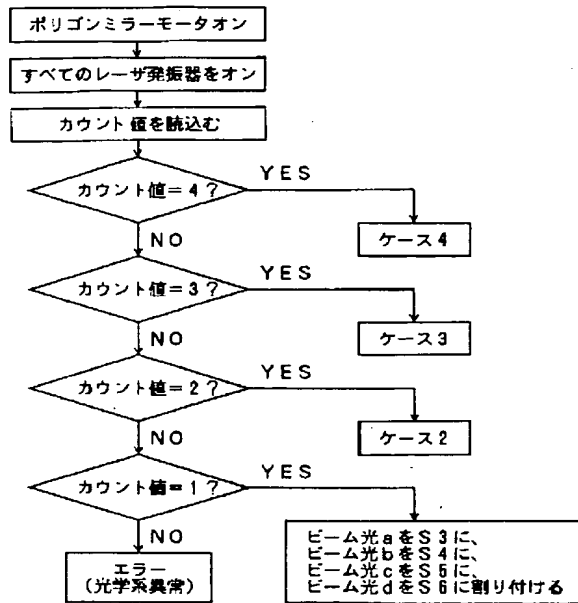 ポリゴンミラーモータオン
すべてのレーザ発振器をオン
カウント値を読込む
カウント値=4?
YES
ケース4
NO
カウント値=3?
YES
ケース3
NO
カウント値=2?
YES
ケース2
NO
カウント値=1?
YES
ビーム光aをS3に、
ビーム光bをS4に、
ビーム光cをS5に、
ビーム光dをS6に割り付ける
NO
エラー
(光学系異常)